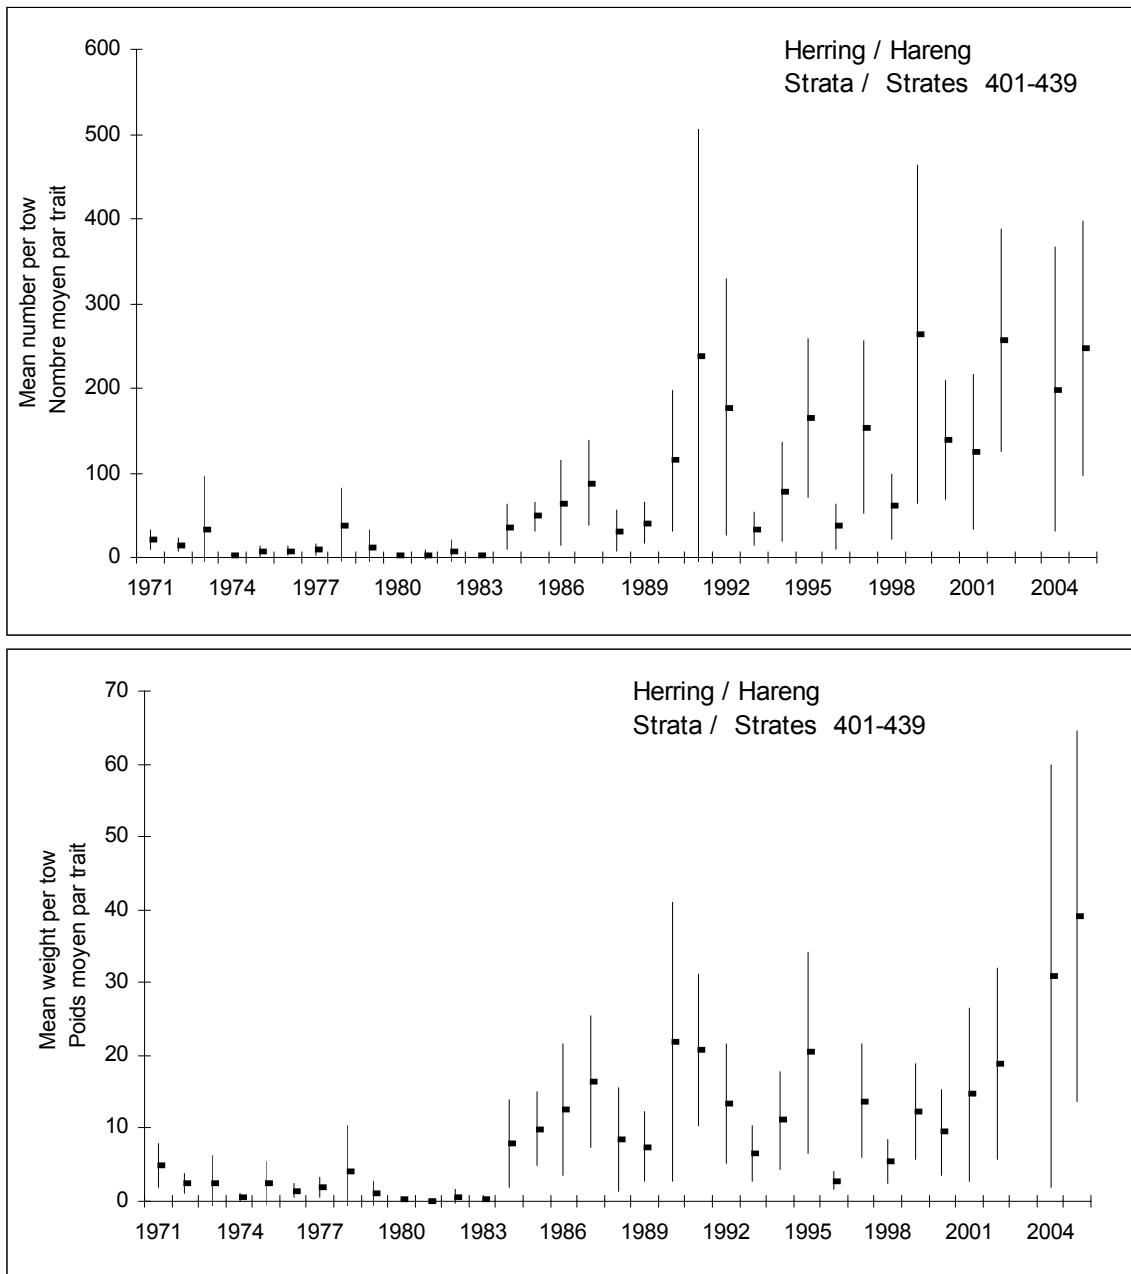 Herring / Hareng
Strata / Strates 401-439
Mean number per tow
Nombre moyen par trait
600
500
400
300
200
100
0
1971 1974 1977 1980 1983 1986 1989 1992 1995 1998 2001 2004
Herring / Hareng
Strata / Strates 401-439
Mean weight per tow
Poids moyen par trait
70
60
50
40
30
20
10
0
1971 1974 1977 1980 1983 1986 1989 1992 1995 1998 2001 2004